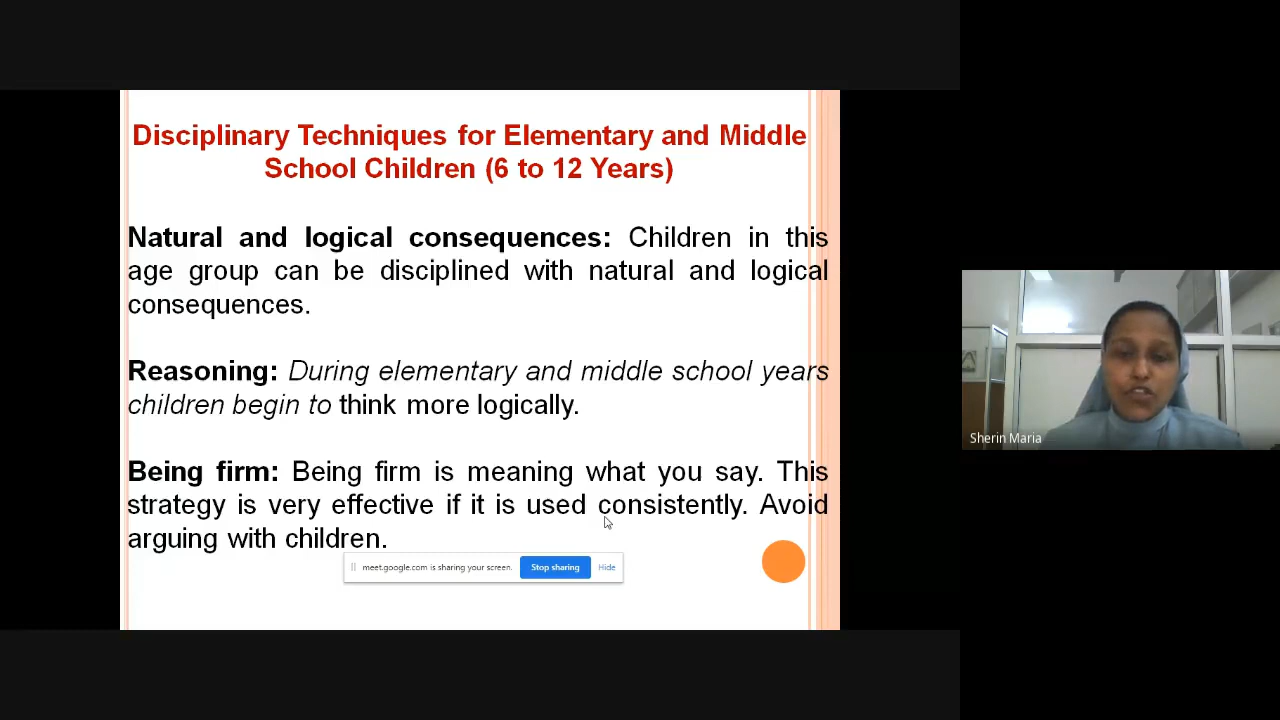 Disciplinary Techniques for Elementary and Middle
School Children (6 to 12 Years)
Natural and logical consequences: Children in this
age group can be disciplined with natural and logical
consequences.
Reasoning: During elementary and middle school years
children begin to think more logically.
Being firm: Being firm is meaning what you say. This
strategy is very effective if it is used consistently. Avoid
arguing with children.
meet.google.com is sharing your screen. Stop sharing Hide
Sherin Maria